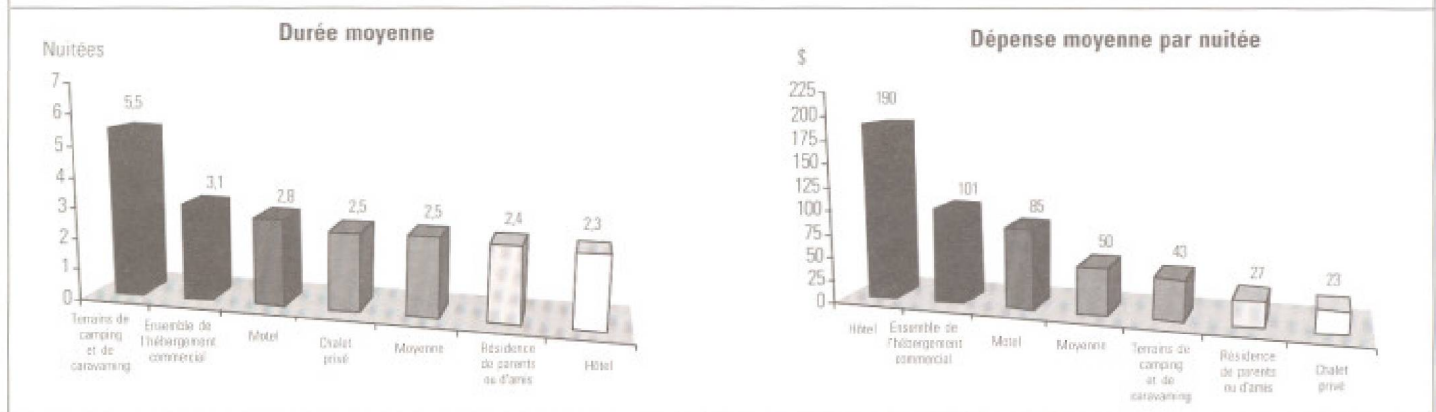 Durée moyenne
Nuitées
7
6
5
4
3
2
1
0
5,5
3,1
2,8
2,5
2,5
2,4
2,3
Terrains de
camping
et de
caravaning
Ensemble de
l'hébergement
commercial
Motel
Chalet
privé
Moyenne
Résidence
de parents
ou d'amis
Hôtel
Dépense moyenne par nuitée
$
225
200
175
150
125
100
75
50
25
0
190
101
85
50
43
27
23
Hôtel
Ensemble de
l'hébergement
commercial
Motel
Moyenne
Terrains de
camping
et de
caravaning
Résidence
de parents
ou d'amis
Chalet
privé